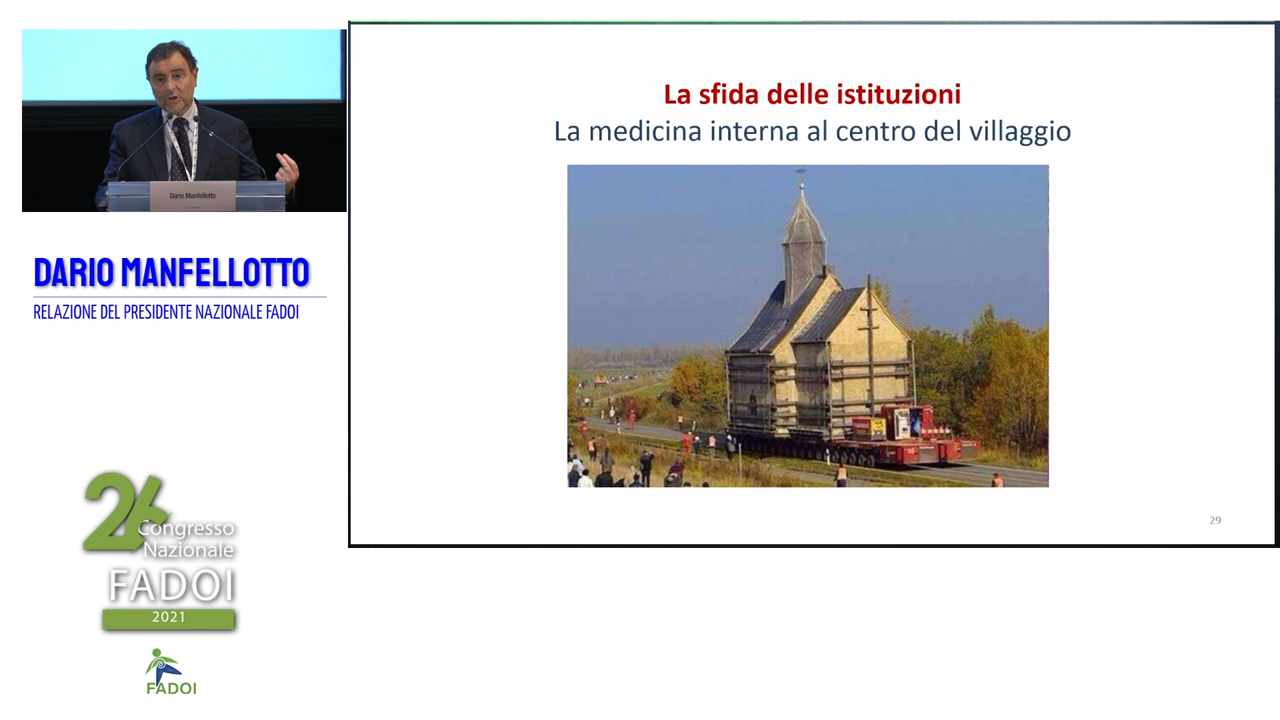 Dario Manfellotto
DARIO MANFELLOTTO
RELAZIONE DEL PRESIDENTE NAZIONALE FADOI
26
Congresso
Nazionale
FADOI
2021
FADOI
La sfida delle istituzioni
La medicina interna al centro del villaggio
29